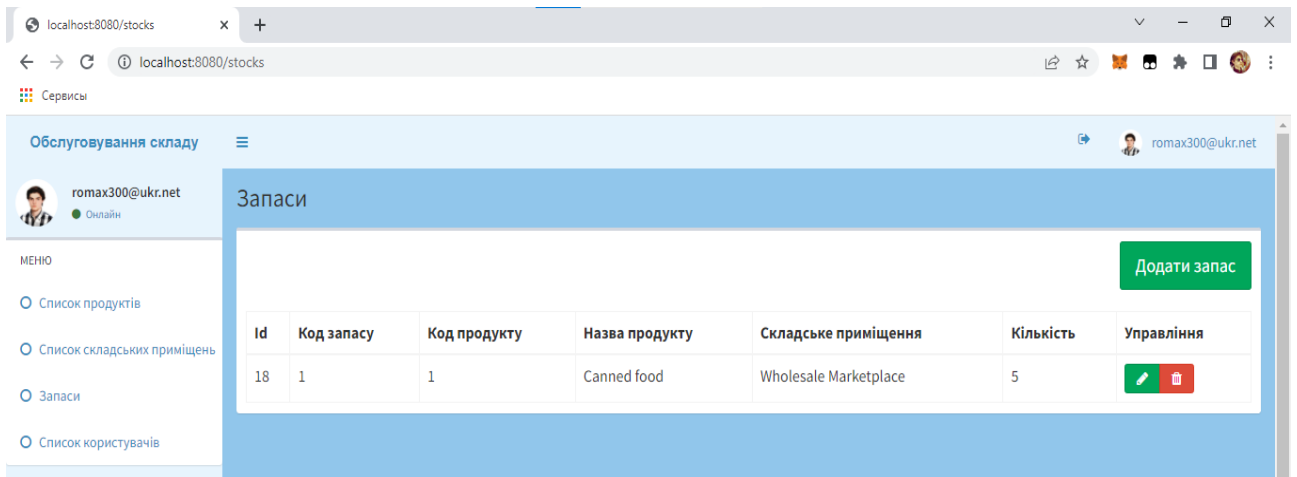 localhost:8080/stocks
localhost:8080/stocks
Сервисы
Обслуговування складу
romax300@ukr.net
romax300@ukr.net
Онлайн
Запаси
МЕНЮ
Додати запас
Список продуктів
Список складських приміщень
Запаси
Список користувачів
Id Код запасу Код продукту Назва продукту Складське приміщення Кількість Управління
18 1 1 Canned food Wholesale Marketplace 5